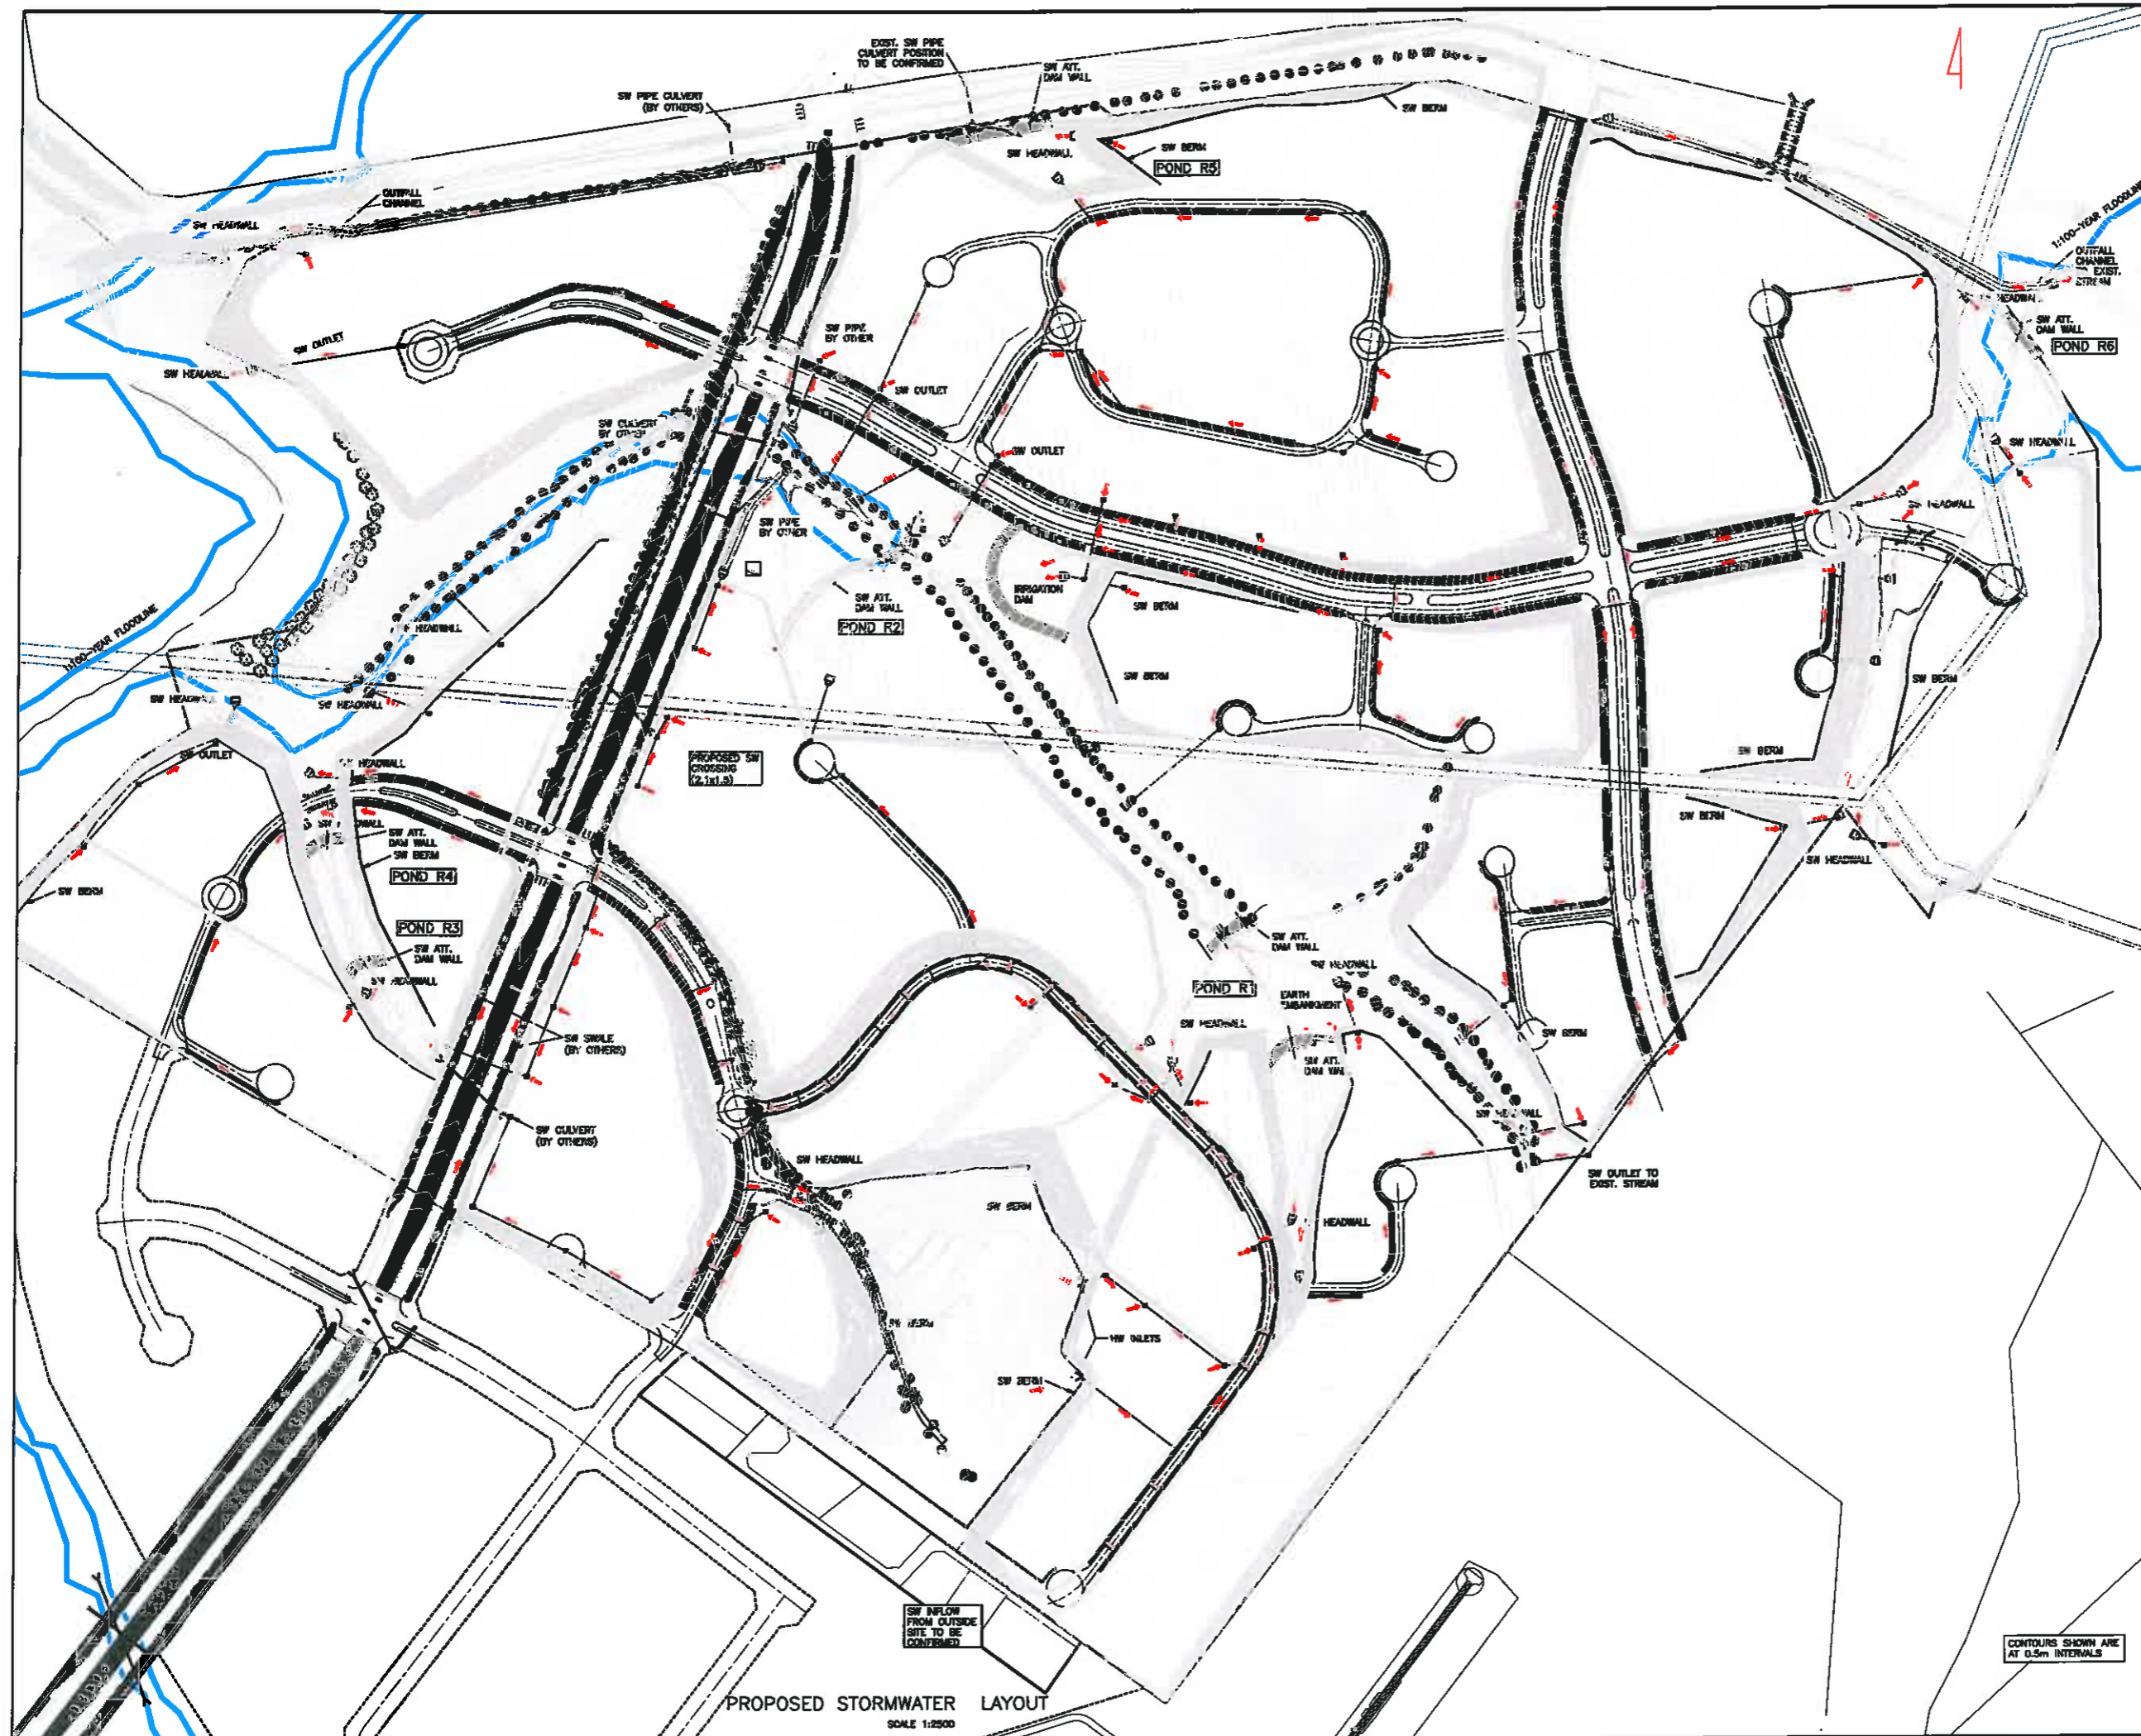 EXIST. SW PIPE
CULVERT POSITION
TO BE CONFIRMED
SW ATT.
DAM WALL
SW PIPE CULVERT
(BY OTHERS)
SW BERM
SW HEADWALL
SW BERM
POND R5
OUTFALL
CHANNEL
SW HEADWALL
1:100-YEAR FLOODLINE
OUTFALL
CHANNEL
EXIST.
STREAM
SW ATT.
DAM WALL
POND R6
SW OUTLET
SW HEADWALL
SW PIPE
BY OTHER
SW OUTLET
SW CULVERT
BY OTHER
SW OUTLET
SW HEADWALL
SW HEADWALL
SW PIPE
BY OTHER
SW ATT.
DAM WALL
POND R2
IRRIGATION
DAM
SW BERM
1:100-YEAR FLOODLINE
HEADWALL
SW BERM
SW BERM
SW HEADWALL
SW HEADWALL
SW OUTLET
HEADWALL
PROPOSED SW
CROSSING
(2,1x1.5)
SW BERM
SW BERM
SW HEADWALL
SW ATT.
DAM WALL
SW BERM
POND R4
SW BERM
POND R3
SW ATT.
DAM WALL
SW HEADWALL
SW ATT.
DAM WALL
SW HEADWALL
POND R1
EARTH
EMBANKMENT
SW HEADWALL
SW BERM
SW ATT.
DAM WAL
SW SWALE
(BY OTHERS)
SW HEADWALL
SW CULVERT
(BY OTHERS)
SW HEADWALL
SW OUTLET TO
EXIST. STREAM
SW BERM
HEADWALL
SW BERM
HW INLETS
SW BERM
SW INFLOW
FROM OUTSIDE
SITE TO BE
CONFIRMED
CONTOURS SHOWN ARE
AT 0.5m INTERVALS
PROPOSED STORMWATER LAYOUT
SCALE 1:2500